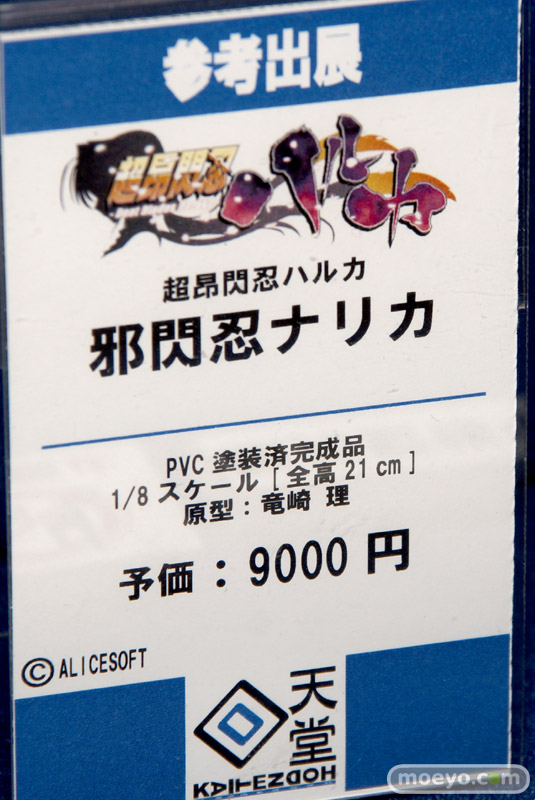 参考出展
超昂閃忍
ハルカ
超昂閃忍ハルカ
邪閃忍ナリカ
PVC 塗装済完成品
1/8 スケール [ 全高 21 cm ]
原型 : 竜崎 理
予価 : 9000 円
© ALICESOFT
天堂
KAITENDOH
moeyo.com